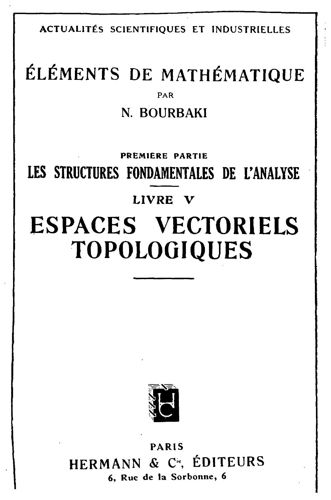 ACTUALITÉS SCIENTIFIQUES ET INDUSTRIELLES
ÉLÉMENTS DE MATHÉMATIQUE
PAR
N. BOURBAKI
PREMIÈRE PARTIE
LES STRUCTURES FONDAMENTALES DE L'ANALYSE
LIVRE V
ESPACES VECTORIELS
TOPOLOGIQUES
HC
PARIS
HERMANN & Cie, ÉDITEURS
6, Rue de la Sorbonne, 6